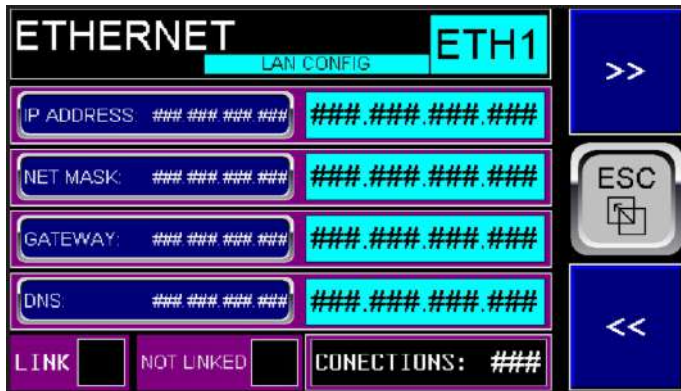 ETHERNET
LAN CONFIG
ETH1
>>
IP ADDRESS: ###.###.###.### ###.###.###.###
NET MASK: ###.###.###.### ###.###.###.###
ESC
GATEWAY: ###.###.###.### ###.###.###.###
DNS: ###.###.###.### ###.###.###.###
<<
LINK NOT LINKED CONECTIONS: ###